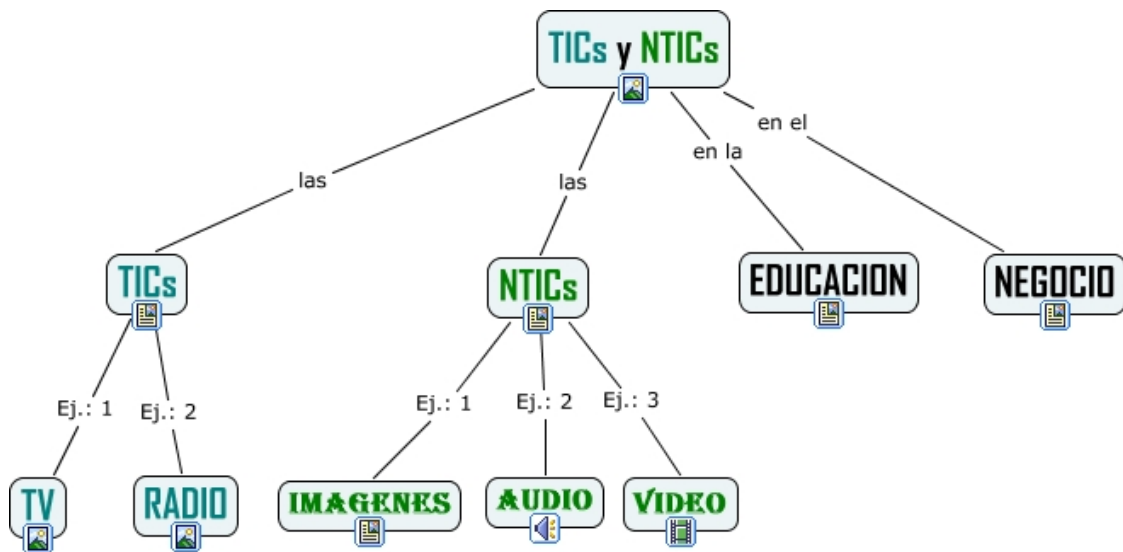 TICs y NTICs
en el
en la
las
las
TICs
NTICs
EDUCACION
NEGOCIO
Ej.: 1
Ej.: 2
Ej.: 1
Ej.: 2
Ej.: 3
TV
RADIO
IMAGENES
AUDIO
VIDEO